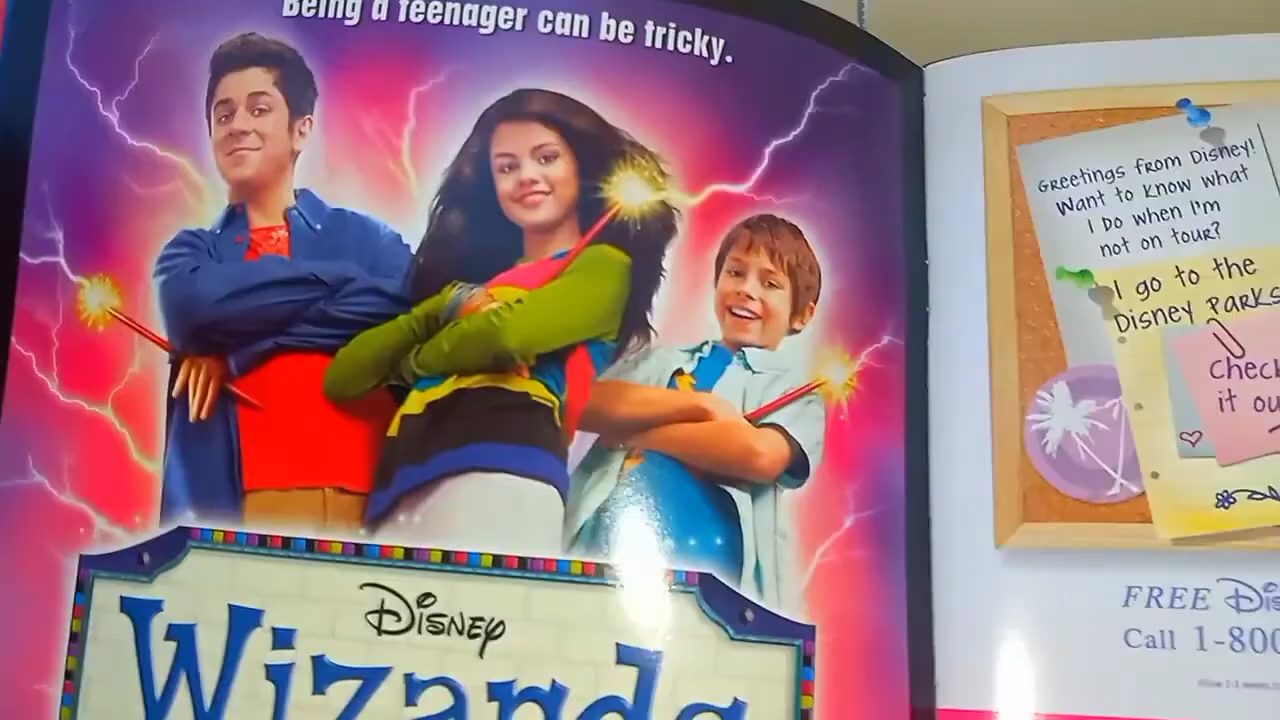 Being a teenager can be tricky.
Disney
Wizards
Greetings from Disney!
Want to know what
I do when I'm
not on tour?
I go to the
Disney Parks
Check
it ou
FREE Dis
Call 1-800